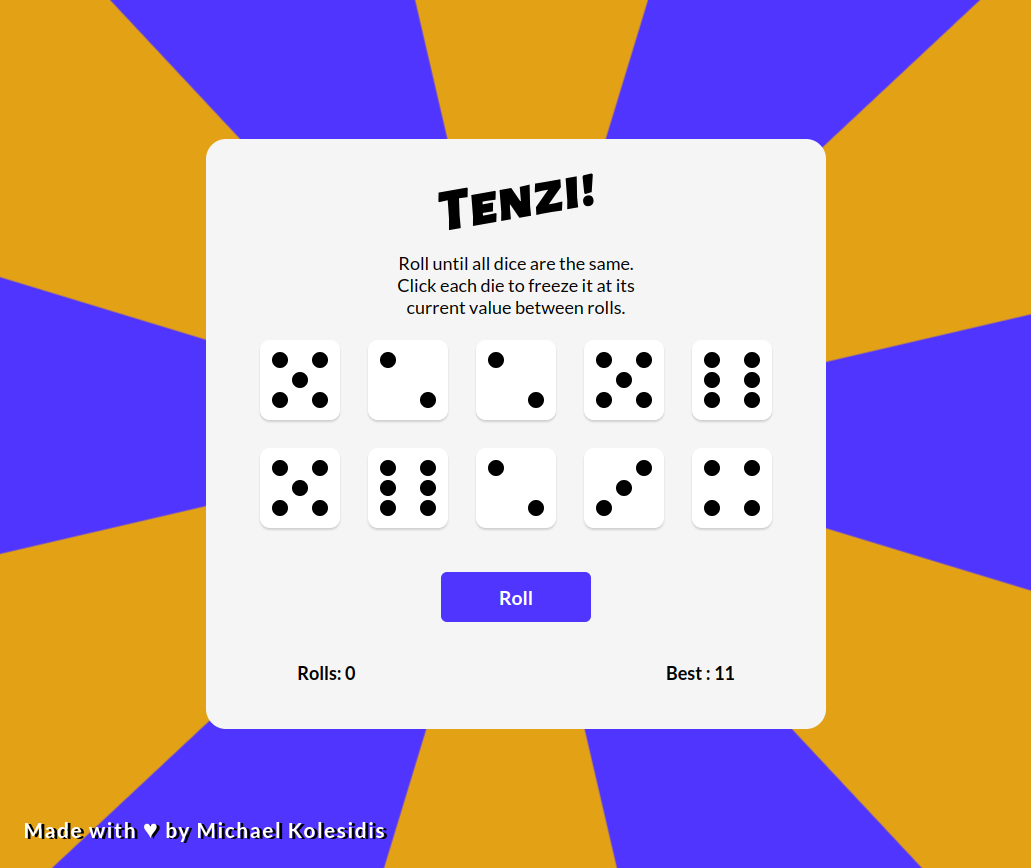 Tenzi!
Roll until all dice are the same.
Click each die to freeze it at its
current value between rolls.
Roll
Rolls: 0
Best : 11
Made with ♥ by Michael Kolesidis